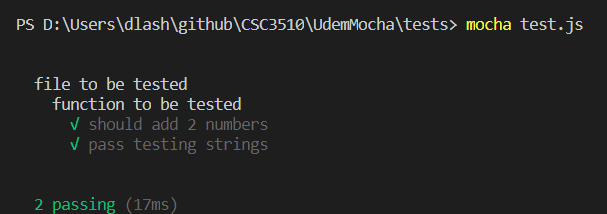 PS D:\Users\dlash\github\CSC3510\UdemMocha\tests> mocha test.js
file to be tested
function to be tested
√ should add 2 numbers
√ pass testing strings
2 passing (17ms)